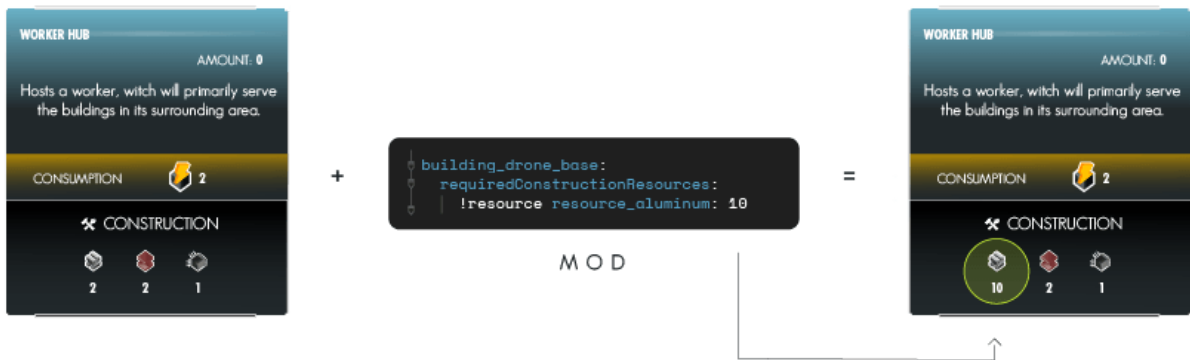 WORKER HUB
AMOUNT: 0
Hosts a worker, witch will primarily serve
the buildings in its surrounding area.
CONSUMPTION 2
CONSTRUCTION
2 2 1
+
building_drone_base:
requiredConstructionResources:
!resource resource_aluminum: 10
MOD
=
WORKER HUB
AMOUNT: 0
Hosts a worker, witch will primarily serve
the buildings in its surrounding area.
CONSUMPTION 2
CONSTRUCTION
10 2 1